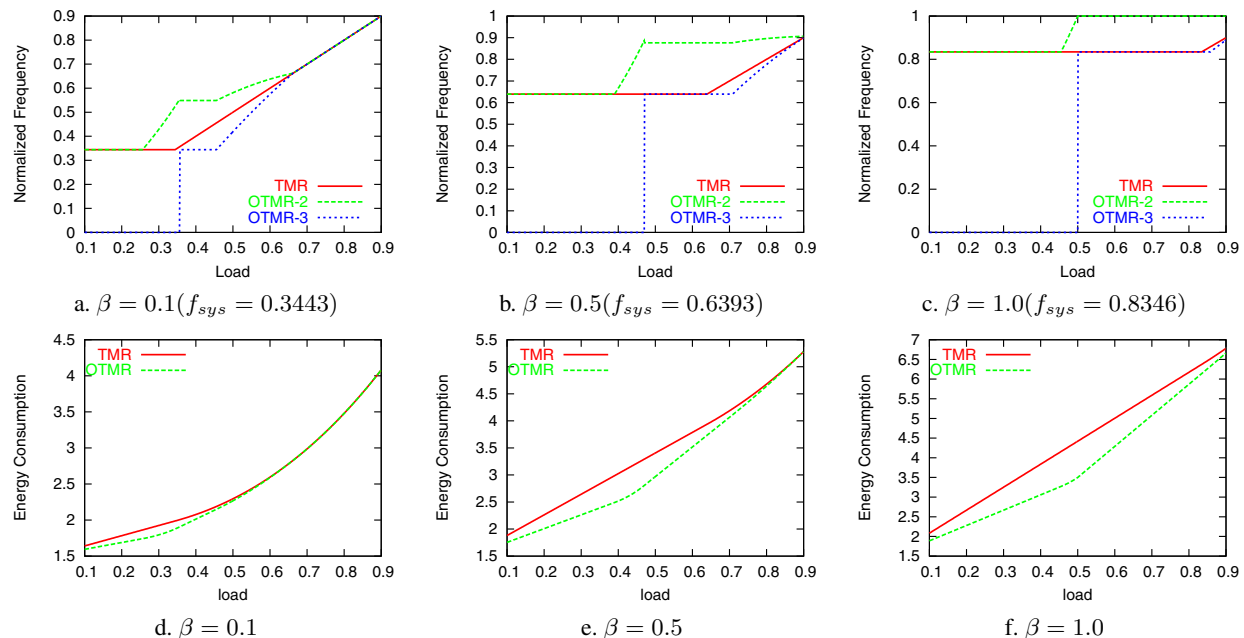 0.9
0.8
0.7
0.6
0.5
0.4
0.3
0.2
0.1
0
Normalized Frequency
TMR
OTMR-2
OTMR-3
0.1 0.2 0.3 0.4 0.5 0.6 0.7 0.8 0.9
Load
a. β = 0.1(f_sys = 0.3443)
1
0.9
0.8
0.7
0.6
0.5
0.4
0.3
0.2
0.1
0
Normalized Frequency
TMR
OTMR-2
OTMR-3
0.1 0.2 0.3 0.4 0.5 0.6 0.7 0.8 0.9
Load
b. β = 0.5(f_sys = 0.6393)
1
0.8
0.6
0.4
0.2
0
Normalized Frequency
TMR
OTMR-2
OTMR-3
0.1 0.2 0.3 0.4 0.5 0.6 0.7 0.8 0.9
Load
c. β = 1.0(f_sys = 0.8346)
4.5
4
3.5
3
2.5
2
1.5
Energy Consumption
TMR
OTMR
0.1 0.2 0.3 0.4 0.5 0.6 0.7 0.8 0.9
load
d. β = 0.1
5.5
5
4.5
4
3.5
3
2.5
2
1.5
Energy Consumption
TMR
OTMR
0.1 0.2 0.3 0.4 0.5 0.6 0.7 0.8 0.9
load
e. β = 0.5
7
6.5
6
5.5
5
4.5
4
3.5
3
2.5
2
1.5
Energy Consumption
TMR
OTMR
0.1 0.2 0.3 0.4 0.5 0.6 0.7 0.8 0.9
load
f. β = 1.0